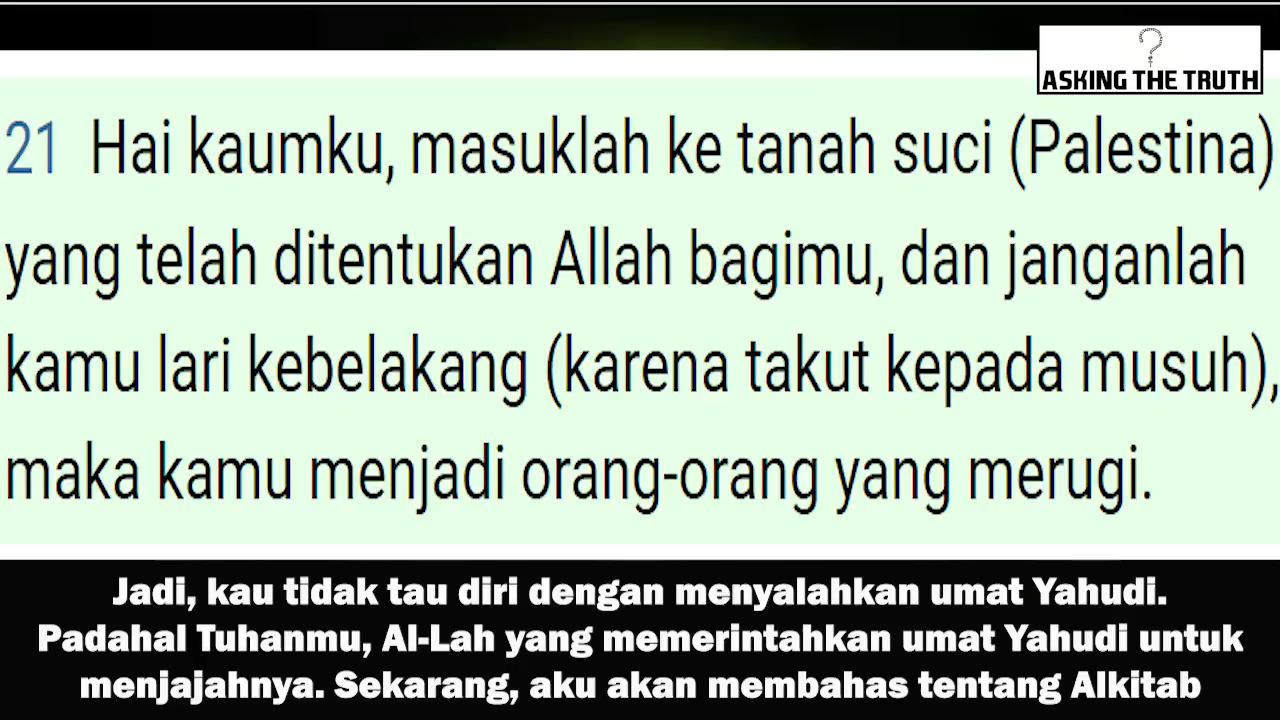 ASKING THE TRUTH
21 Hai kaumku, masuklah ke tanah suci (Palestina)
yang telah ditentukan Allah bagimu, dan janganlah
kamu lari kebelakang (karena takut kepada musuh),
maka kamu menjadi orang-orang yang merugi.
Jadi, kau tidak tau diri dengan menyalahkan umat Yahudi.
Padahal Tuhanmu, Al-Lah yang memerintahkan umat Yahudi untuk
menjajahnya. Sekarang, aku akan membahas tentang Alkitab